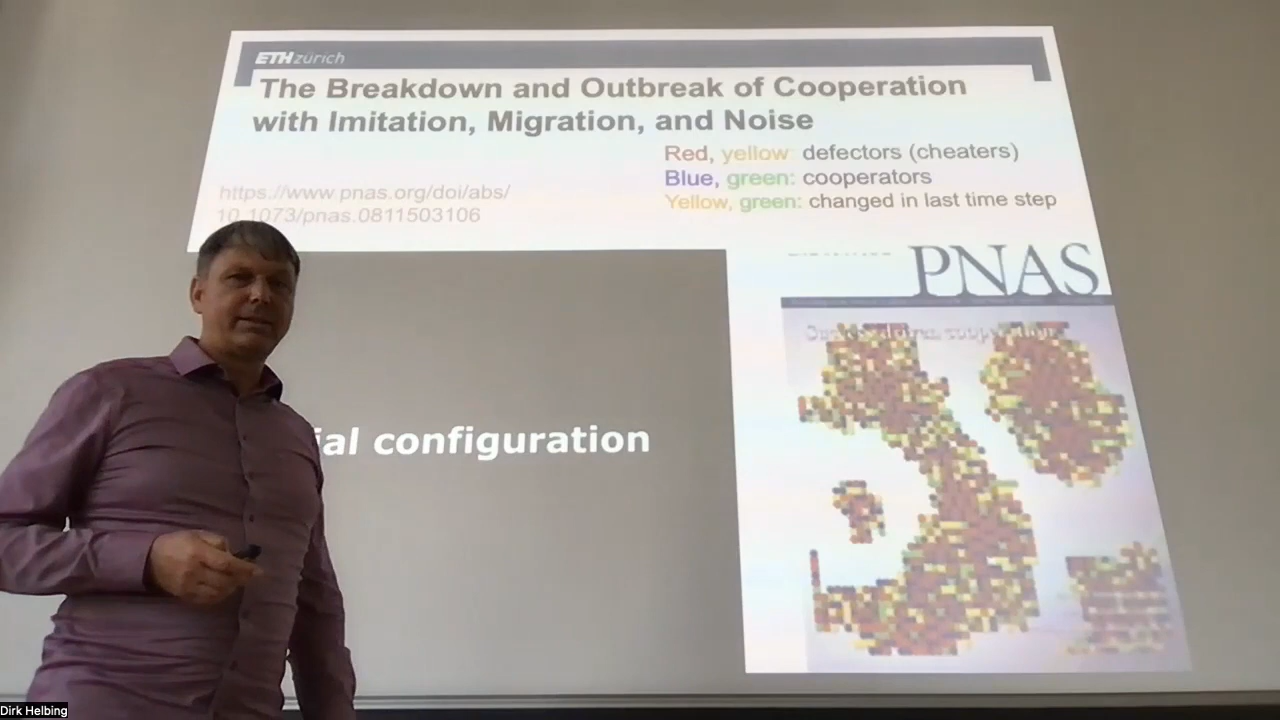 ETHzürich
The Breakdown and Outbreak of Cooperation
with Imitation, Migration, and Noise
Red, yellow: defectors (cheaters)
Blue, green: cooperators
Yellow, green: changed in last time step
https://www.pnas.org/doi/abs/
10.1073/pnas.0811503106
PNAS
ial configuration
Dirk Helbing